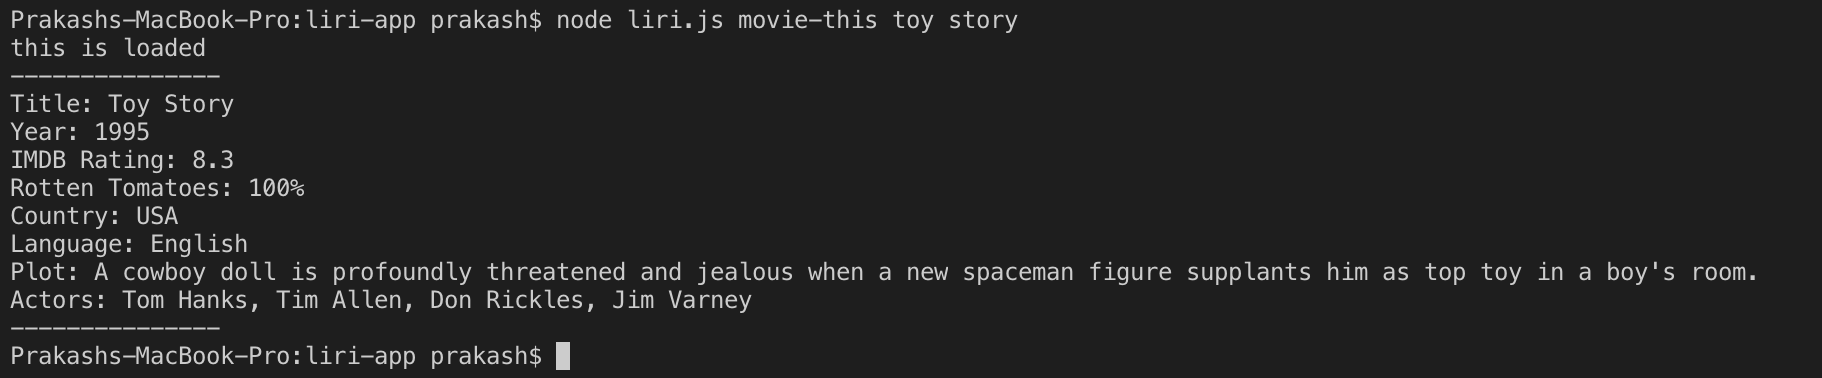 Prakashs-MacBook-Pro:liri-app prakash$ node liri.js movie-this toy story
this is loaded
---------------
Title: Toy Story
Year: 1995
IMDB Rating: 8.3
Rotten Tomatoes: 100%
Country: USA
Language: English
Plot: A cowboy doll is profoundly threatened and jealous when a new spaceman figure supplants him as top toy in a boy's room.
Actors: Tom Hanks, Tim Allen, Don Rickles, Jim Varney
---------------
Prakashs-MacBook-Pro:liri-app prakash$